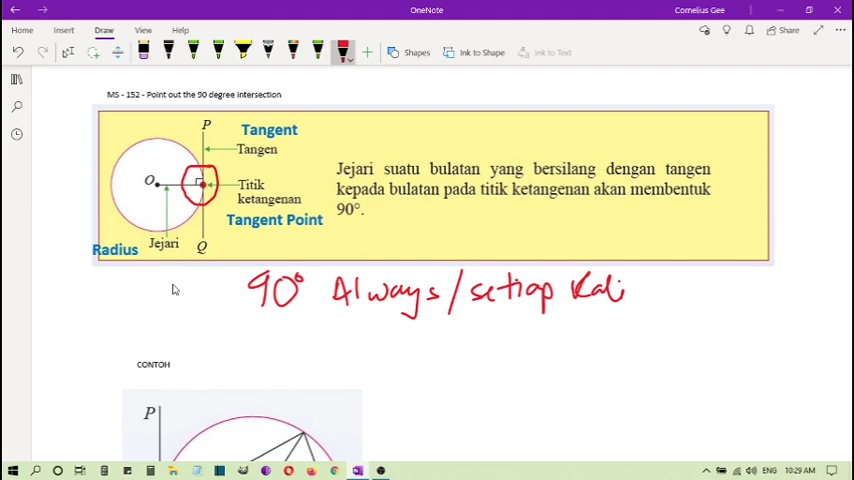 OneNote
Cornelius Gee
Home Insert Draw View Help
Share
Shapes Ink to Shape Ink to Text
MS - 152 - Point out the 90 degree intersection
P
Tangent
Tangen
O
Titik
ketangenan
Tangent Point
Radius
Jejari
Q
Jejari suatu bulatan yang bersilang dengan tangen
kepada bulatan pada titik ketangenan akan membentuk
90°.
90° Always/setiap kali
CONTOH
P
ENG 10:29 AM